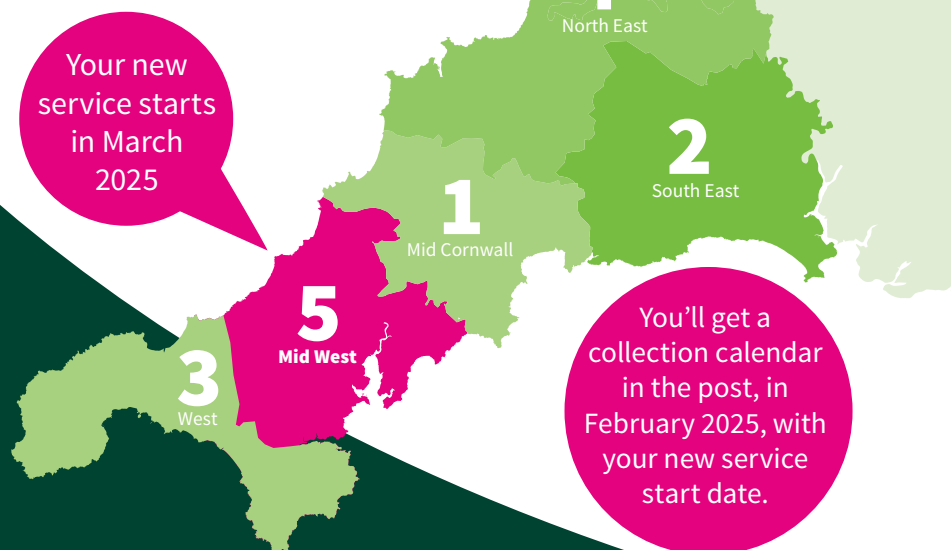 North East
Your new
service starts
in March
2025
2
South East
1
Mid Cornwall
5
Mid West
3
West
You’ll get a
collection calendar
in the post, in
February 2025, with
your new service
start date.